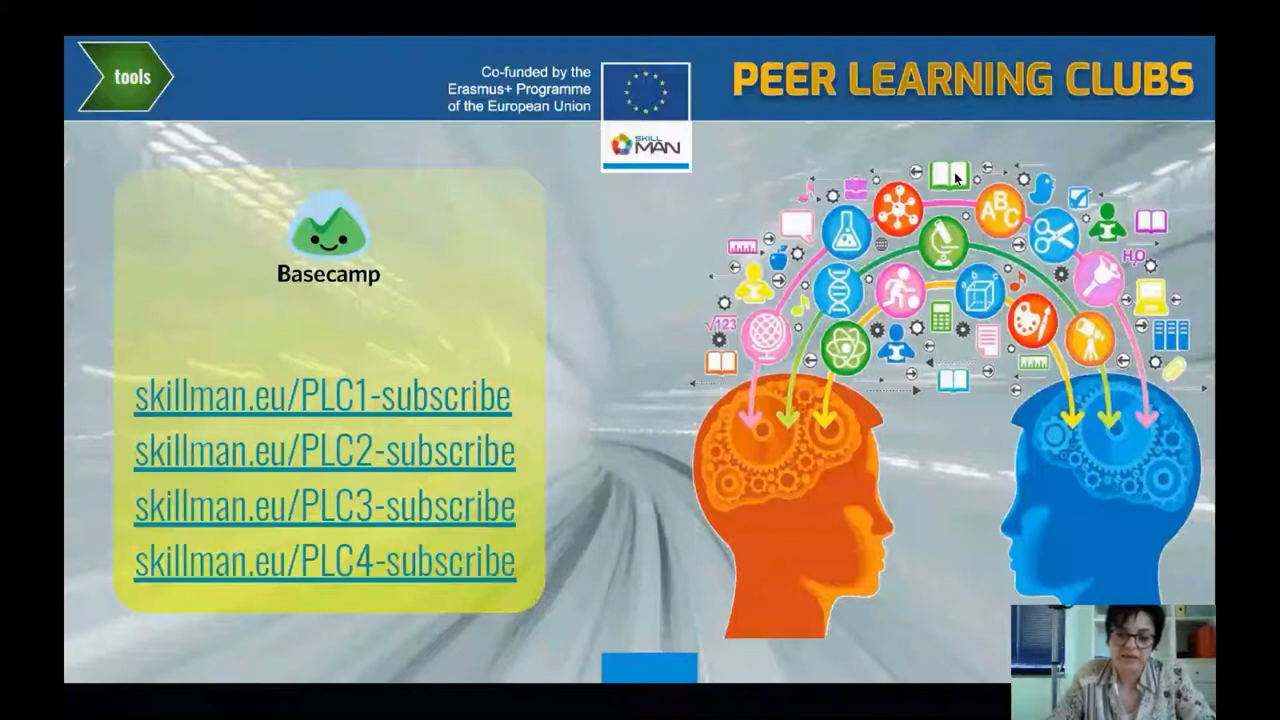 tools
Co-funded by the
Erasmus+ Programme
of the European Union
SKILL
MAN
PEER LEARNING CLUBS
Basecamp
skillman.eu/PLC1-subscribe
skillman.eu/PLC2-subscribe
skillman.eu/PLC3-subscribe
skillman.eu/PLC4-subscribe
ABC
H₂O
b c
a
√123